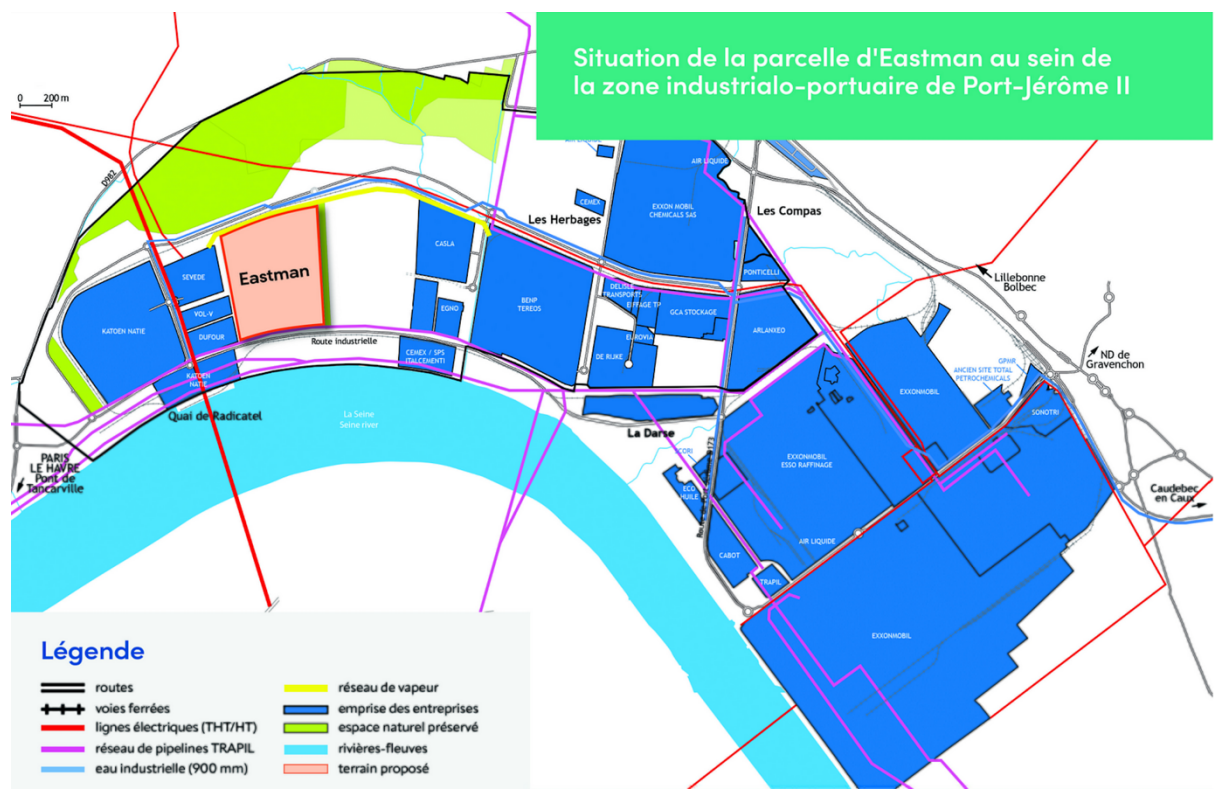 Situation de la parcelle d'Eastman au sein de
la zone industrialo-portuaire de Port-Jérôme II
0 200 m
D982
AIR LIQUIDE
CEMEX
EXXON MOBIL
CHEMICALS SAS
Les Herbages
Les Compas
CASLA
SEVEDE
Eastman
PONTICELLI
Lillebonne
Bolbec
VOL-V
KATOEN NATIE
DUFOUR
EGNO
BENP
TEREOS
DELISLE
TRANSPORTS
EIFFAGE TP
GCA STOCKAGE
ARLANXEO
EUROVIA
DE RIJKE
Route industrielle
CEMEX / SPS
ITALCEMENTI
KATOEN
NATIE
Quai de Radicatel
ND de
Gravenchon
GPMR
ANCIEN SITE TOTAL
PETROCHEMICALS
EXXONMOBIL
SONOTRI
La Seine
Seine river
La Darse
PARIS
LE HAVRE
Pont de
Tancarville
EXXONMOBIL
ESSO RAFFINAGE
ECO
HUILE
Caudebec
en Caux
AIR LIQUIDE
CABOT
TRAPIL
EXXONMOBIL
Légende
routes
voies ferrées
lignes électriques (THT/HT)
réseau de pipelines TRAPIL
eau industrielle (900 mm)
réseau de vapeur
emprise des entreprises
espace naturel préservé
rivières-fleuves
terrain proposé